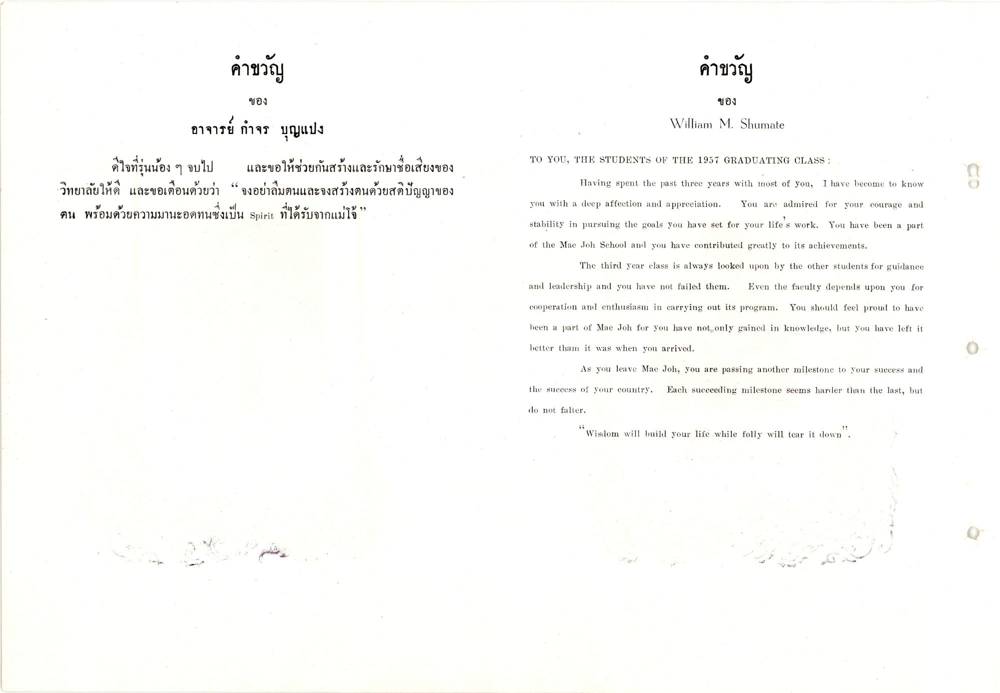 คำขวัญ
ของ
อาจารย์ กำจร บุญแปง
ดีใจที่รุ่นน้อง ๆ จบไป และขอให้ช่วยกันสร้างและรักษาชื่อเสียงของ
วิทยาลัยให้ดี และขอเตือนด้วยว่า “จงอย่าลืมตนและจงสร้างตนด้วยสติปัญญาของ
ตน พร้อมด้วยความมานะอดทนซึ่งเป็น Spirit ที่ได้รับจากแม่โจ้”
คำขวัญ
ของ
William M. Shumate
TO YOU, THE STUDENTS OF THE 1957 GRADUATING CLASS :
Having spent the past three years with most of you, I have become to know
you with a deep affection and appreciation. You are admired for your courage and
stability in pursuing the goals you have set for your life's work. You have been a part
of the Mae Joh School and you have contributed greatly to its achievements.
The third year class is always looked upon by the other students for guidance
and leadership and you have not failed them. Even the faculty depends upon you for
cooperation and enthusiasm in carrying out its program. You should feel proud to have
been a part of Mae Joh for you have not only gained in knowledge, but you have left it
better tham it was when you arrived.
As you leave Mae Joh, you are passing another milestone to your success and
the success of your country. Each succeeding milestone seems harder than the last, but
do not falter.
“Wisdom will build your life while folly will tear it down”.